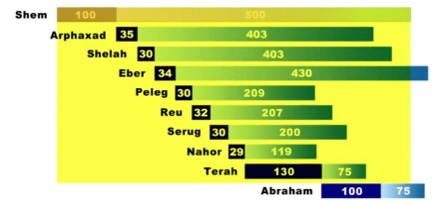 Shem 100 500
Arphaxad 35 403
Shelah 30 403
Eber 34 430
Peleg 30 209
Reu 32 207
Serug 30 200
Nahor 29 119
Terah 130 75
Abraham 100 75